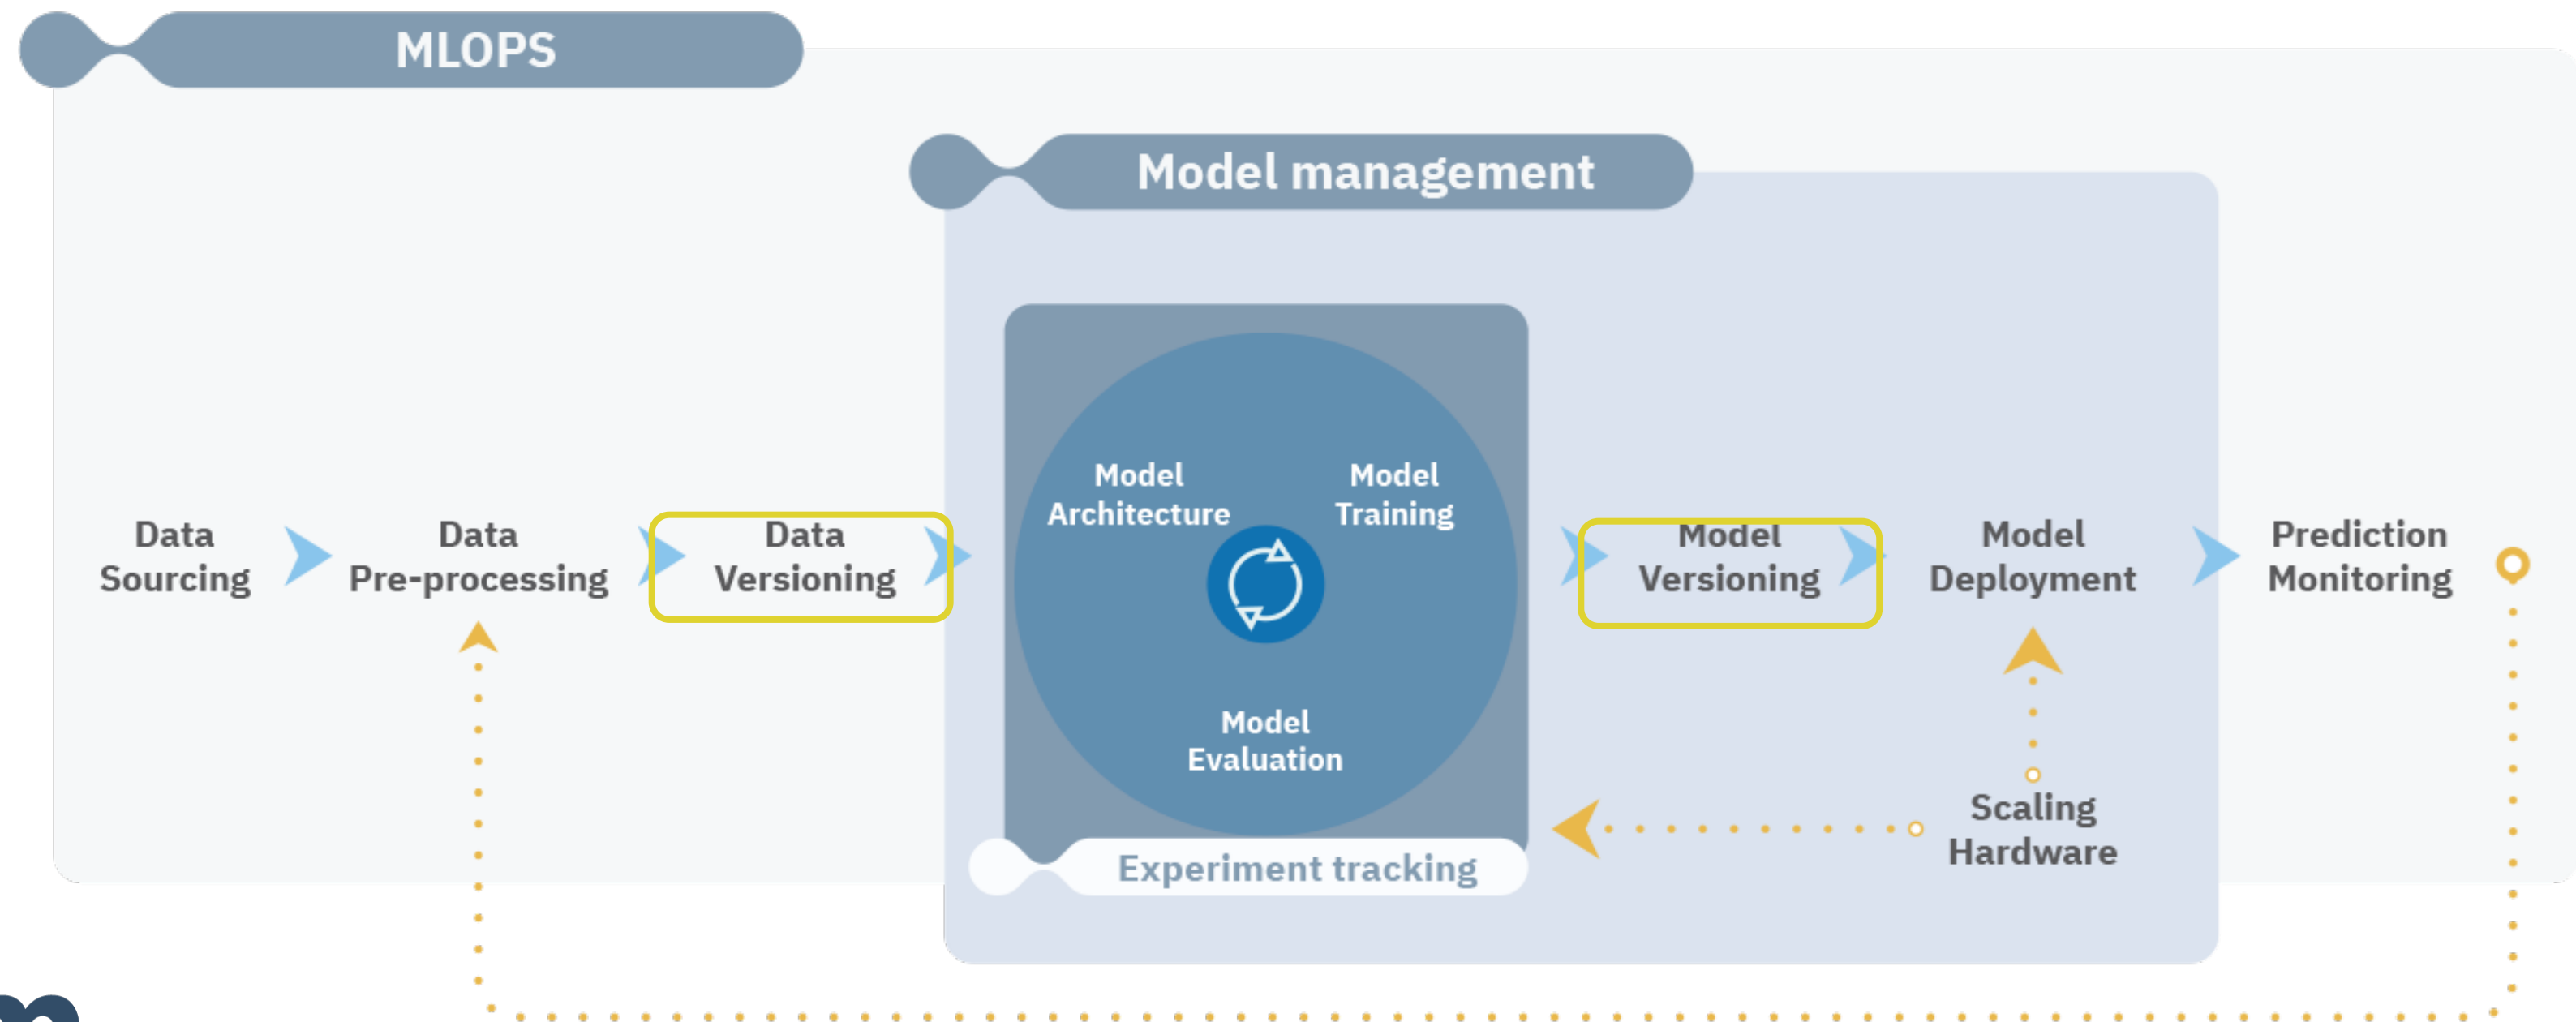 MLOPS
Model management
Data
Sourcing
Data
Pre-processing
Data
Versioning
Model
Architecture
Model
Training
Model
Evaluation
Experiment tracking
Model
Versioning
Model
Deployment
Scaling
Hardware
Prediction
Monitoring